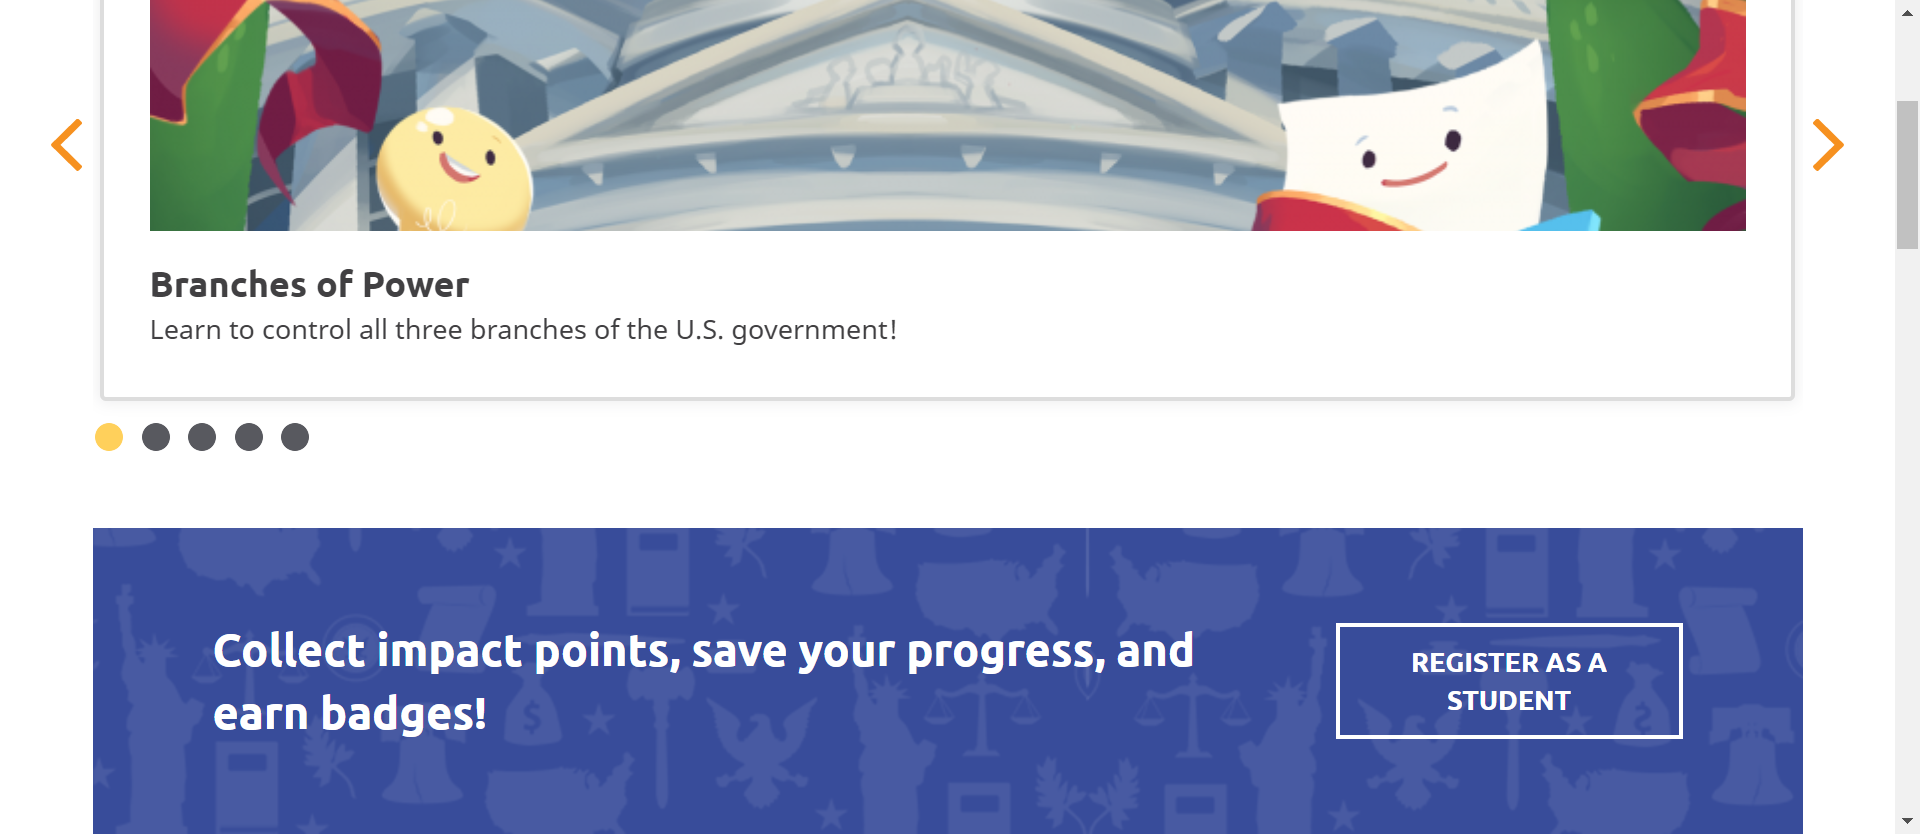 Branches of Power
Learn to control all three branches of the U.S. government!
Collect impact points, save your progress, and
earn badges!
REGISTER AS A
STUDENT